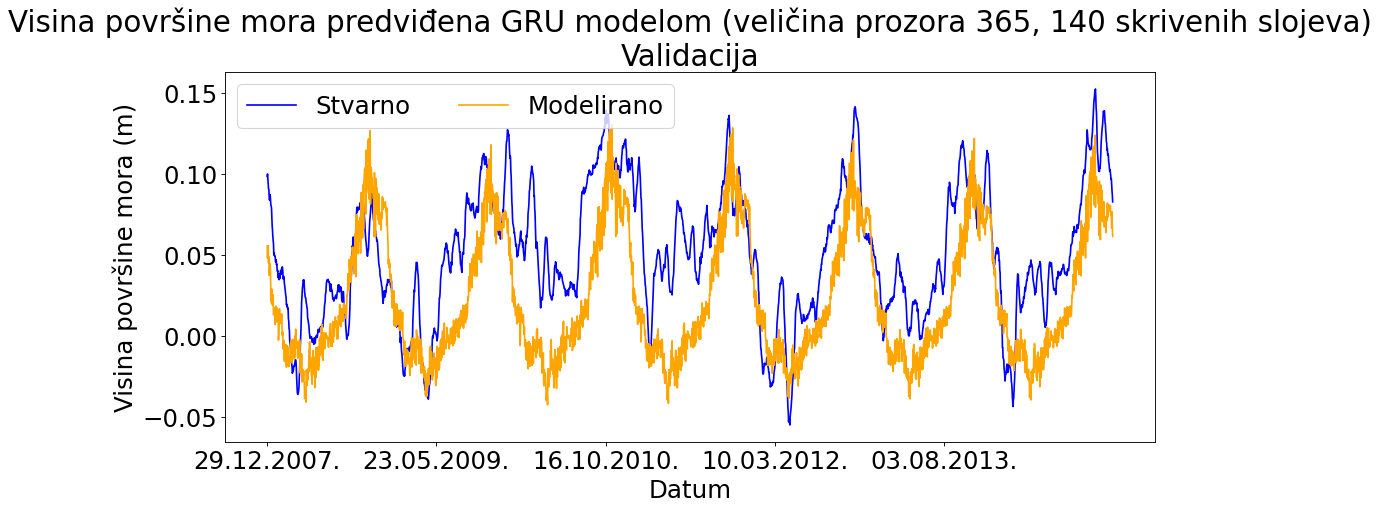 Visina površine mora predviđena GRU modelom (veličina prozora 365, 140 skrivenih slojeva)
Validacija
Stvarno
Modelirano
Visina površine mora (m)
0.15
0.10
0.05
0.00
−0.05
29.12.2007.
23.05.2009.
16.10.2010.
10.03.2012.
03.08.2013.
Datum